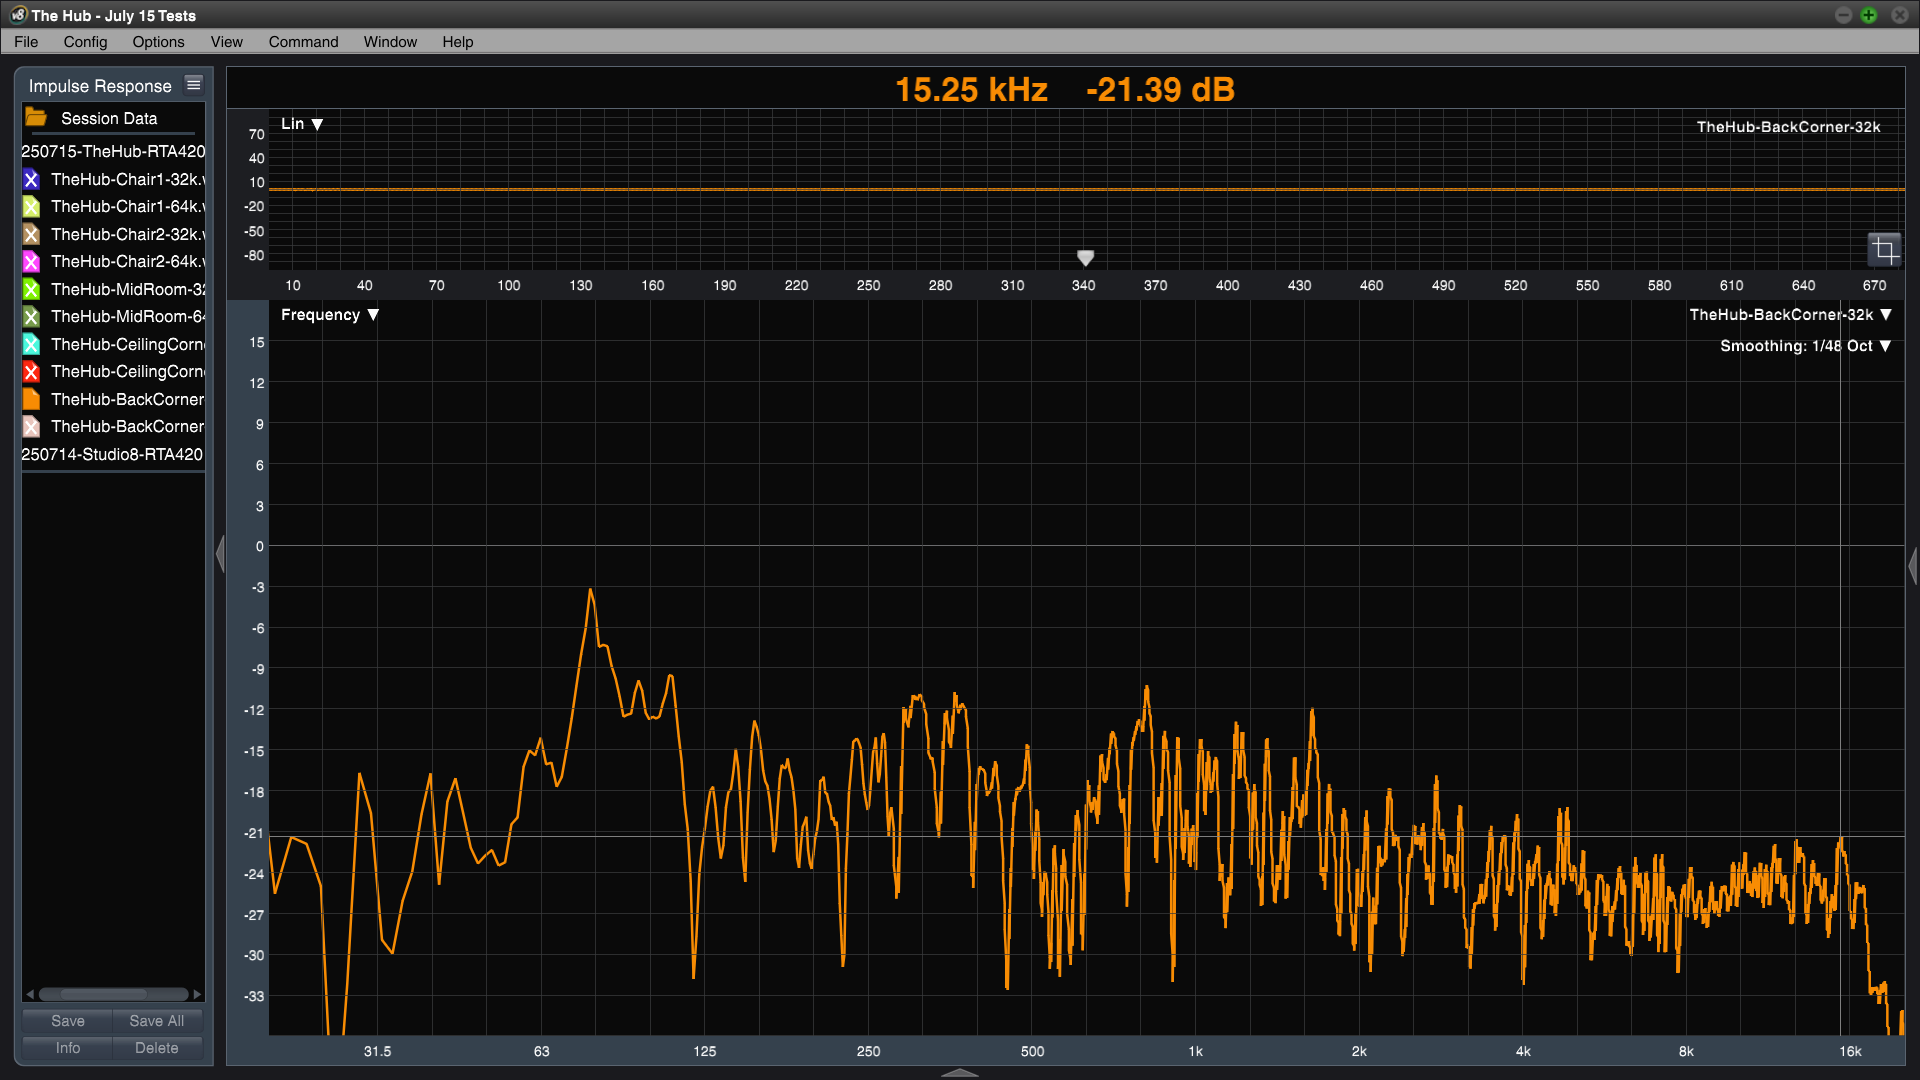 The Hub - July 15 Tests
File Config Options View Command Window Help
Impulse Response
Session Data
250715-TheHub-RTA420
TheHub-Chair1-32k.
TheHub-Chair1-64k.
TheHub-Chair2-32k.
TheHub-Chair2-64k.
TheHub-MidRoom-32
TheHub-MidRoom-64
TheHub-CeilingCorn
TheHub-CeilingCorn
TheHub-BackCorner
TheHub-BackCorner
250714-Studio8-RTA420
Save Save All
Info Delete
15.25 kHz -21.39 dB
Lin ▼
TheHub-BackCorner-32k
70
40
10
-20
-50
-80
10 40 70 100 130 160 190 220 250 280 310 340 370 400 430 460 490 520 550 580 610 640 670
Frequency ▼
TheHub-BackCorner-32k ▼
Smoothing: 1/48 Oct ▼
15
12
9
6
3
0
-3
-6
-9
-12
-15
-18
-21
-24
-27
-30
-33
31.5 63 125 250 500 1k 2k 4k 8k 16k